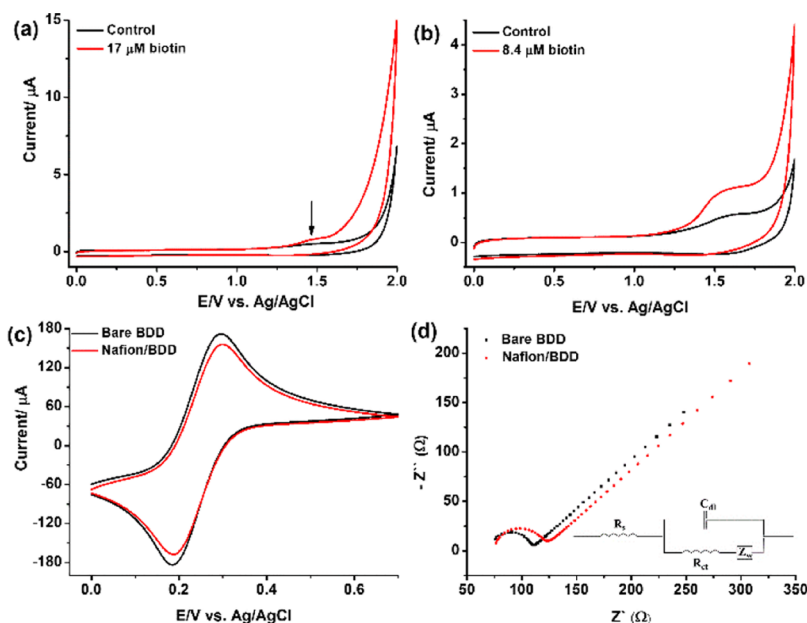 (a)
Control
17 μM biotin
15
10
5
0
Current/ μA
0.0 0.5 1.0 1.5 2.0
E/V vs. Ag/AgCl
(b)
Control
8.4 μM biotin
4
3
2
1
0
Current/ μA
0.0 0.5 1.0 1.5 2.0
E/V vs. Ag/AgCl
(c)
Bare BDD
Nafion/BDD
180
120
60
0
-60
-120
-180
Current/ μA
0.0 0.2 0.4 0.6
E/V vs. Ag/AgCl
(d)
Bare BDD
Nafion/BDD
200
150
100
50
0
- Z`` (Ω)
Cdl
Rs
Rct
Zw
50 100 150 200 250 300 350
Z` (Ω)